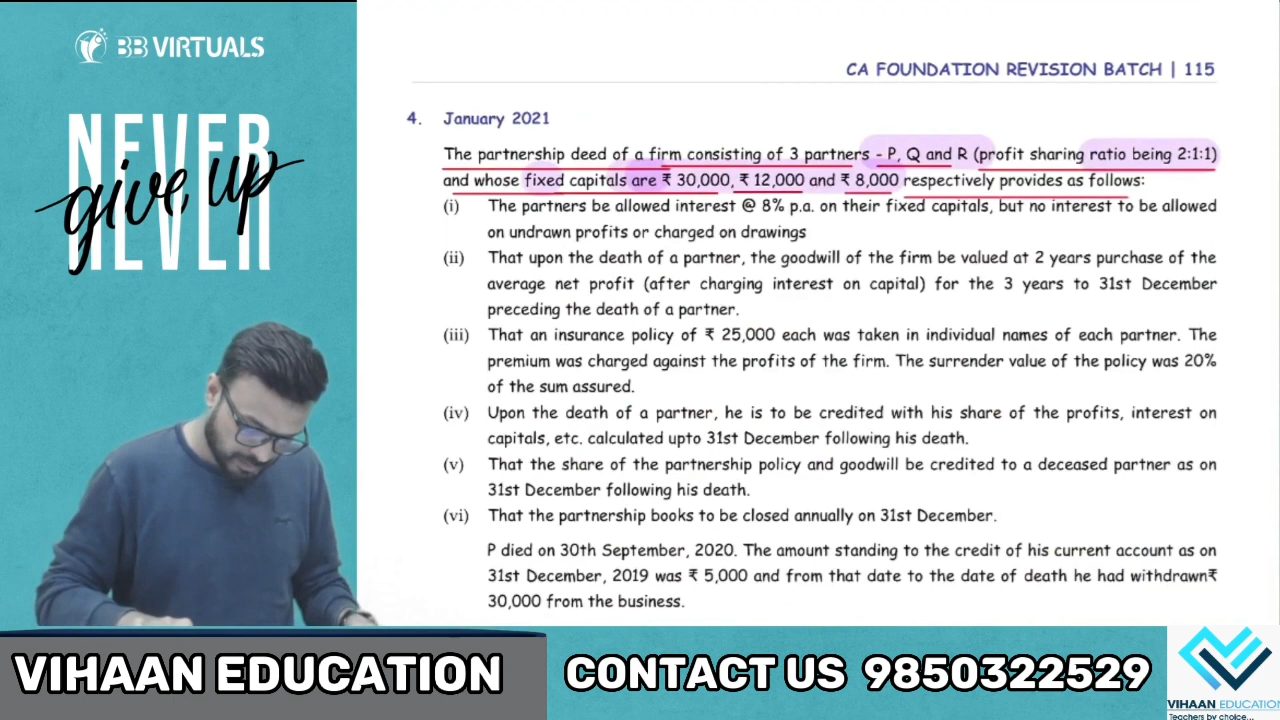 BB VIRTUALS
NEVER
give up
NEVER
CA FOUNDATION REVISION BATCH | 115
4. January 2021
The partnership deed of a firm consisting of 3 partners - P, Q and R (profit sharing ratio being 2:1:1)
and whose fixed capitals are ₹ 30,000, ₹ 12,000 and ₹ 8,000 respectively provides as follows:
(i) The partners be allowed interest @ 8% p.a. on their fixed capitals, but no interest to be allowed
on undrawn profits or charged on drawings
(ii) That upon the death of a partner, the goodwill of the firm be valued at 2 years purchase of the
average net profit (after charging interest on capital) for the 3 years to 31st December
preceding the death of a partner.
(iii) That an insurance policy of ₹ 25,000 each was taken in individual names of each partner. The
premium was charged against the profits of the firm. The surrender value of the policy was 20%
of the sum assured.
(iv) Upon the death of a partner, he is to be credited with his share of the profits, interest on
capitals, etc. calculated upto 31st December following his death.
(v) That the share of the partnership policy and goodwill be credited to a deceased partner as on
31st December following his death.
(vi) That the partnership books to be closed annually on 31st December.
P died on 30th September, 2020. The amount standing to the credit of his current account as on
31st December, 2019 was ₹ 5,000 and from that date to the date of death he had withdrawn₹
30,000 from the business.
VIHAAN EDUCATION
CONTACT US 9850322529
VIHAAN EDUCATION
Teachers by choice...